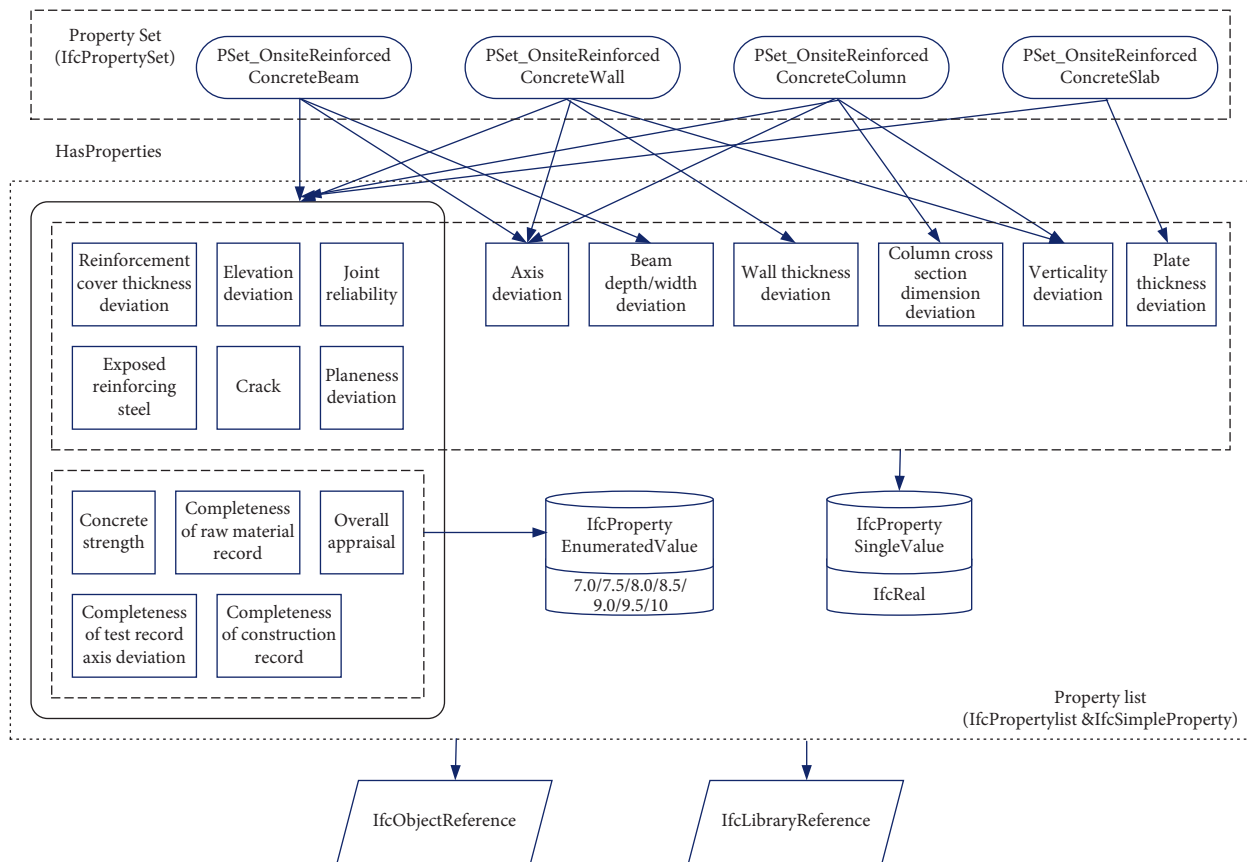 Property Set
(IfcPropertySet)
PSet_OnsiteReinforced
ConcreteBeam
PSet_OnsiteReinforced
ConcreteWall
PSet_OnsiteReinforced
ConcreteColumn
PSet_OnsiteReinforced
ConcreteSlab
HasProperties
Reinforcement
cover thickness
deviation
Elevation
deviation
Joint
reliability
Axis
deviation
Beam
depth/width
deviation
Wall thickness
deviation
Column cross
section
dimension
deviation
Verticality
deviation
Plate
thickness
deviation
Exposed
reinforcing
steel
Crack
Planeness
deviation
Concrete
strength
Completeness
of raw material
record
Overall
appraisal
IfcProperty
EnumeratedValue
7.0/7.5/8.0/8.5/
9.0/9.5/10
IfcProperty
SingleValue
IfcReal
Completeness
of test record
axis deviation
Completeness
of construction
record
Property list
(IfcPropertylist &IfcSimpleProperty)
IfcObjectReference
IfcLibraryReference